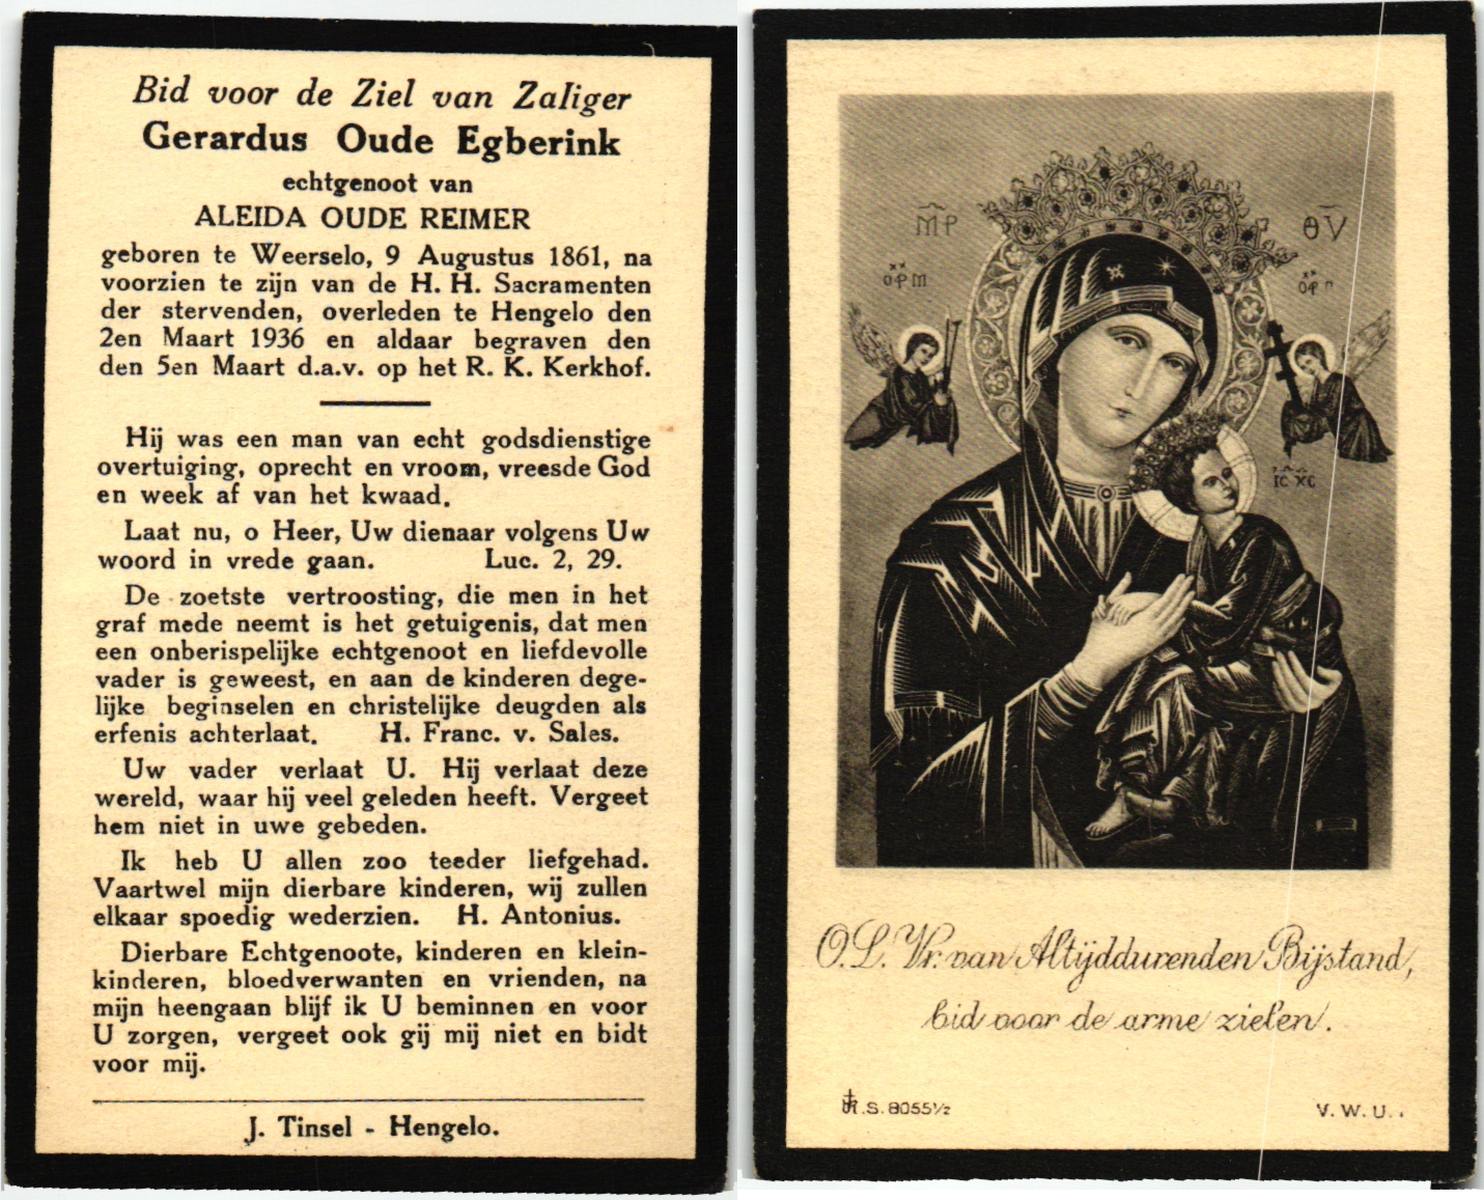 Bid voor de Ziel van Zaliger
Gerardus Oude Egberink
echtgenoot van
ALEIDA OUDE REIMER
geboren te Weerselo, 9 Augustus 1861, na
voorzien te zijn van de H. H. Sacramenten
der stervenden, overleden te Hengelo den
2en Maart 1936 en aldaar begraven den
den 5en Maart d.a.v. op het R. K. Kerkhof.
Hij was een man van echt godsdienstige
overtuiging, oprecht en vroom, vreesde God
en week af van het kwaad.
Laat nu, o Heer, Uw dienaar volgens Uw
woord in vrede gaan. Luc. 2, 29.
De zoetste vertroosting, die men in het
graf mede neemt is het getuigenis, dat men
een onberispelijke echtgenoot en liefdevolle
vader is geweest, en aan de kinderen dege-
lijke beginselen en christelijke deugden als
erfenis achterlaat. H. Franc. v. Sales.
Uw vader verlaat U. Hij verlaat deze
wereld, waar hij veel geleden heeft. Vergeet
hem niet in uwe gebeden.
Ik heb U allen zoo teeder liefgehad.
Vaartwel mijn dierbare kinderen, wij zullen
elkaar spoedig wederzien. H. Antonius.
Dierbare Echtgenoote, kinderen en klein-
kinderen, bloedverwanten en vrienden, na
mijn heengaan blijf ik U beminnen en voor
U zorgen, vergeet ook gij mij niet en bidt
voor mij.
J. Tinsel - Hengelo.
M̅P Θ̅V
IC XC
O. L. Vr. van Altijddurenden Bijstand,
bid voor de arme zielen.
.S. 8055½ V. W. U.